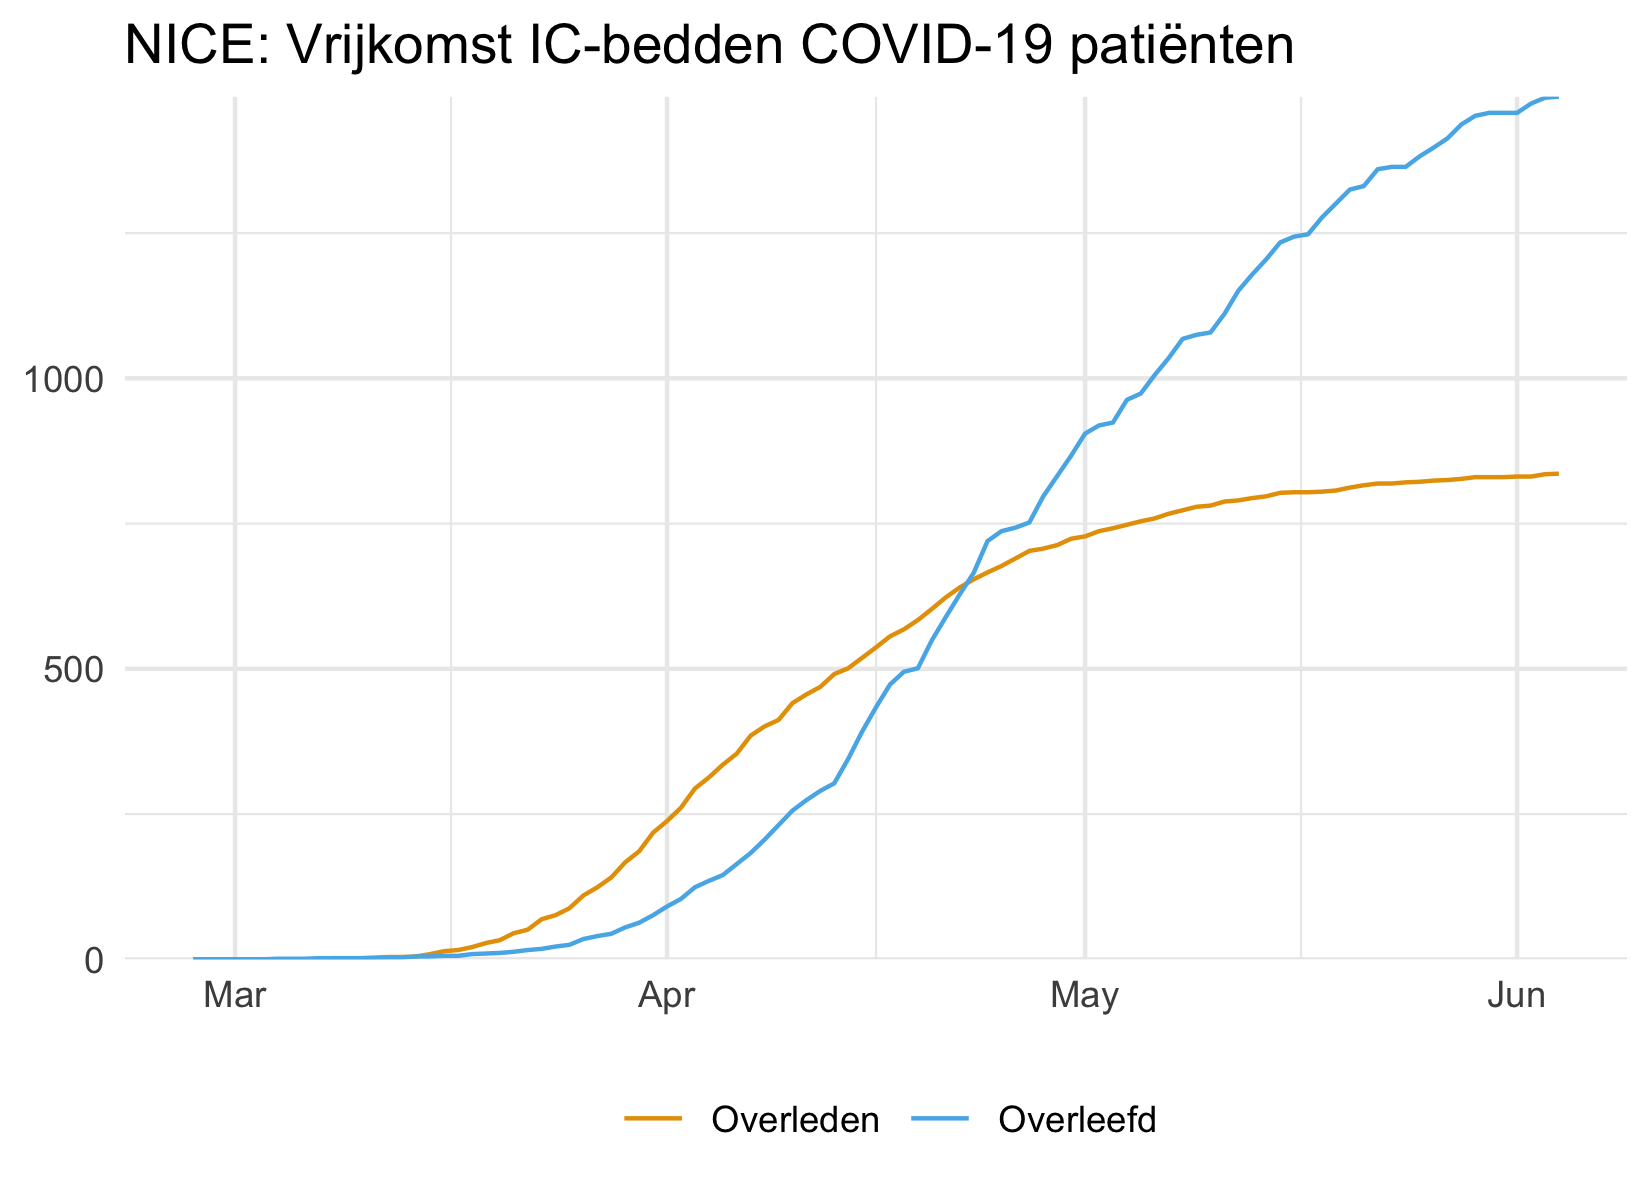 NICE: Vrijkomst IC-bedden COVID-19 patiënten
1000
500
0
Mar Apr May Jun
Overleden Overleefd